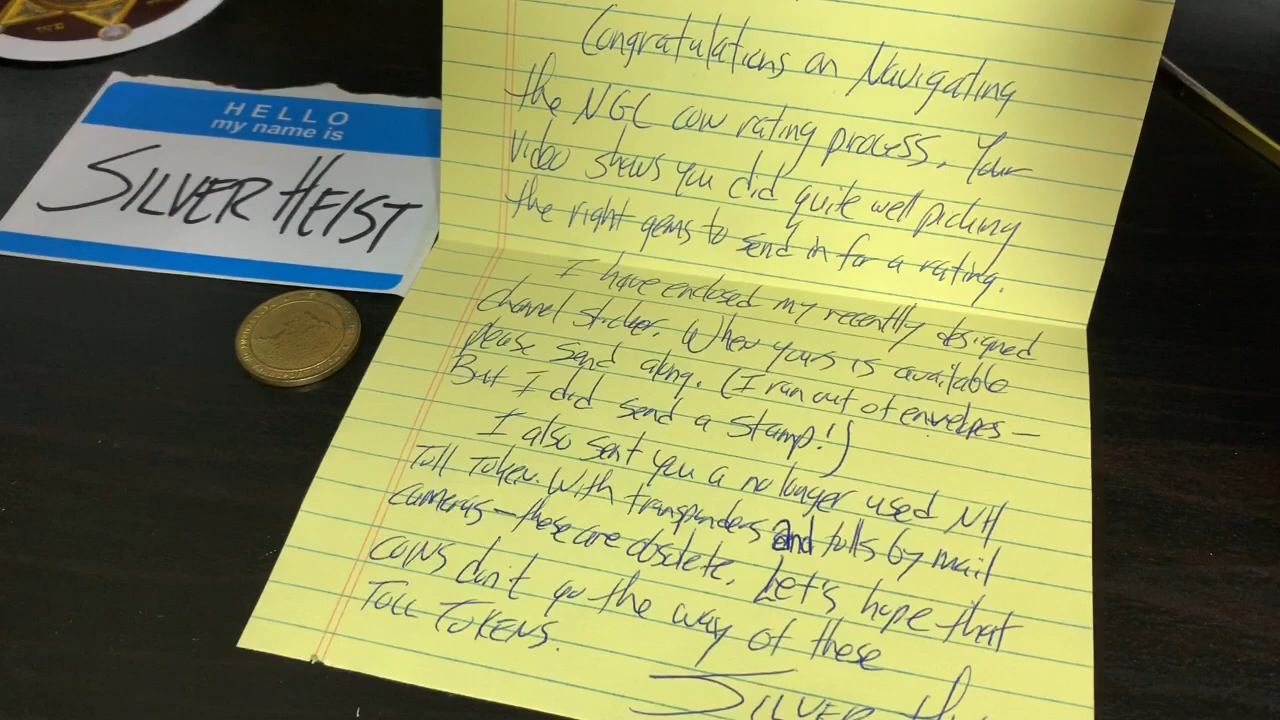 HELLO
my name is
SILVER HEIST
Congratulations on Navigating
the NGC coin rating process. Your
Video shows you did quite well picking
the right gems to send in for a rating.
I have enclosed my recently designed
channel sticker. When yours is available
please send along. (I ran out of envelopes -
But I did send a stamp!)
I also sent you a no longer used NH
Toll Token. With transponders and tolls by mail
cameras - these are obsolete. Let's hope that
coins don't go the way of these
TOLL TOKENS.
SILVER